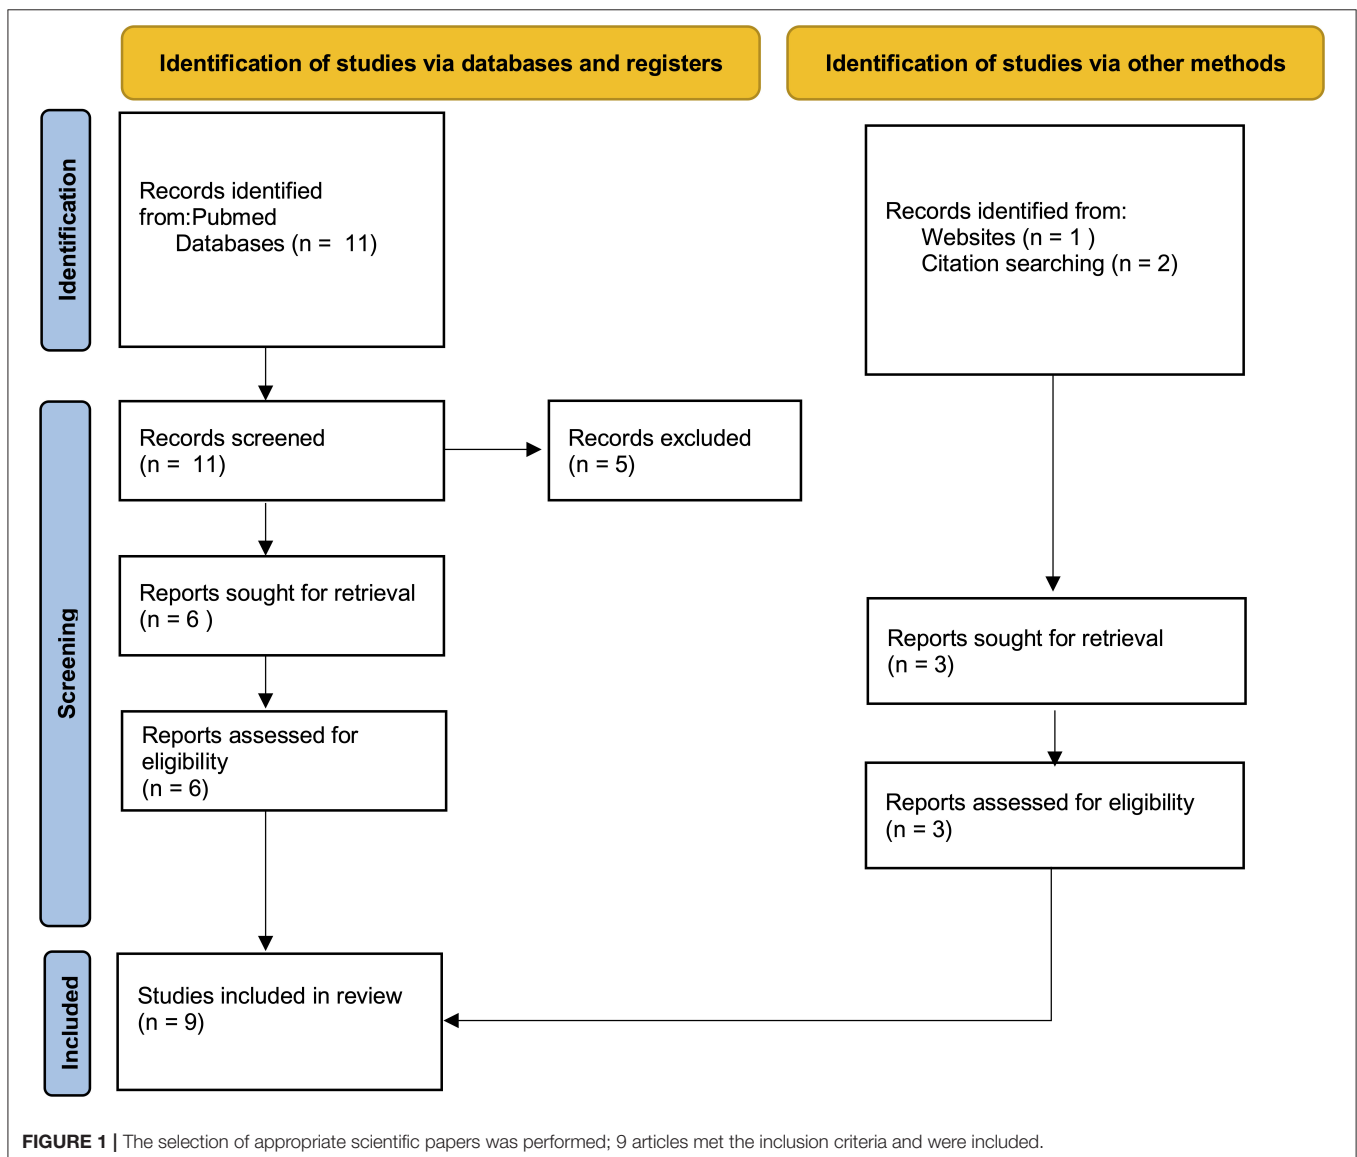 Identification of studies via databases and registers
Identification of studies via other methods
Identification
Records identified
from:Pubmed
Databases (n =  11)
Records identified from:
Websites (n = 1 )
Citation searching (n = 2)
Screening
Records screened
(n =  11)
Records excluded
(n = 5)
Reports sought for retrieval
(n = 6 )
Reports sought for retrieval
(n = 3)
Reports assessed for
eligibility
(n = 6)
Reports assessed for eligibility
(n = 3)
Included
Studies included in review
(n = 9)
FIGURE 1 | The selection of appropriate scientific papers was performed; 9 articles met the inclusion criteria and were included.